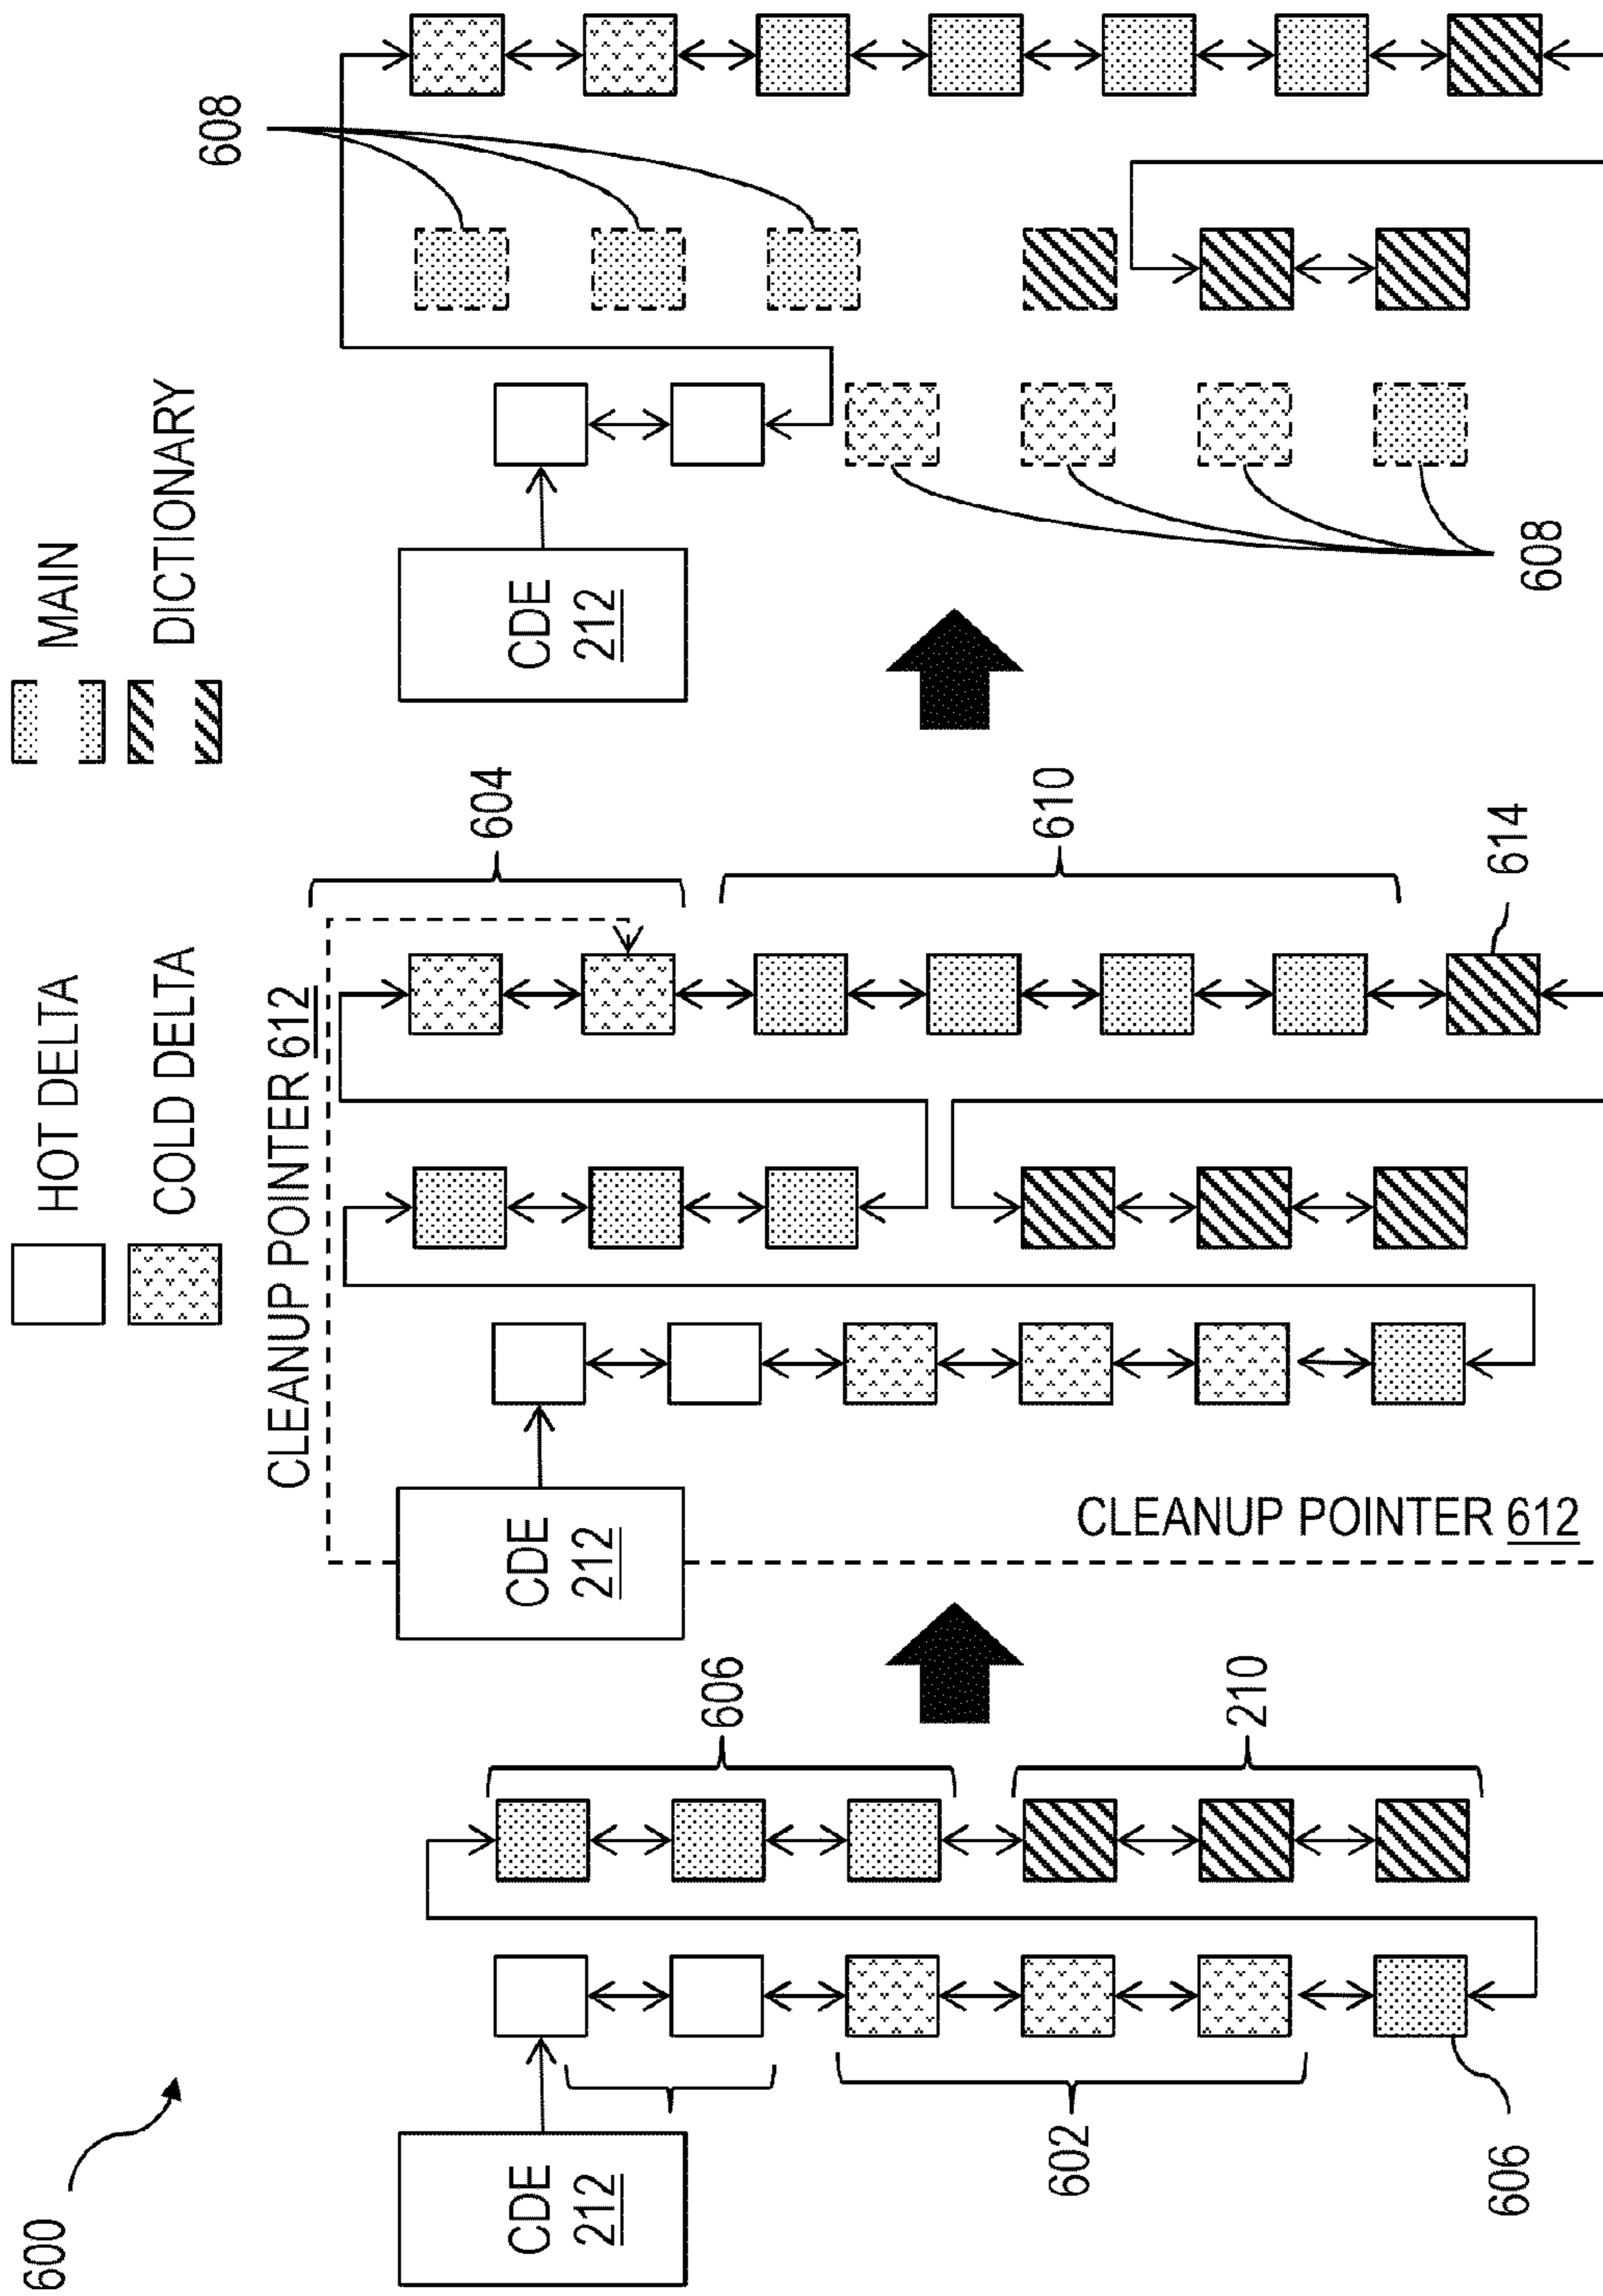 600
HOT DELTA
COLD DELTA
MAIN
DICTIONARY
CDE
212
602
606
606
210
CLEANUP POINTER 612
CDE
212
CLEANUP POINTER 612
604
610
614
CDE
212
608
608